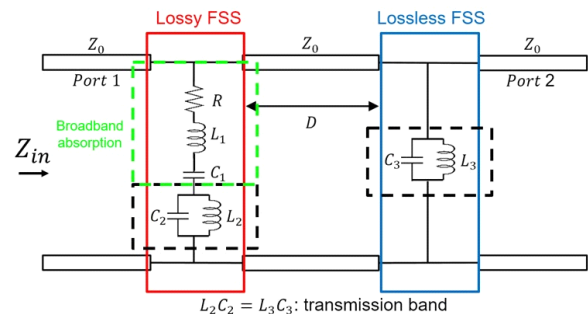 Lossy FSS
Lossless FSS
Z₀
Z₀
Z₀
Port 1
Port 2
R
Broadband
absorption
L₁
D
Z_in
C₁
C₂
L₂
C₃
L₃
L₂C₂ = L₃C₃: transmission band